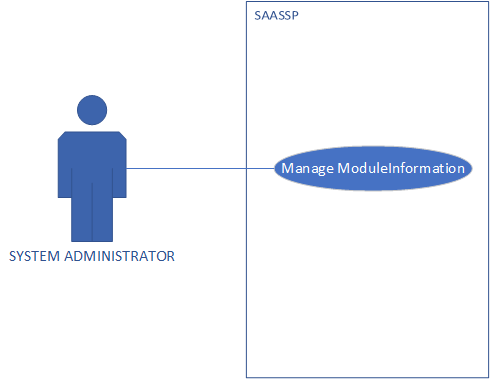 SAASSP
Manage ModuleInformation
SYSTEM ADMINISTRATOR